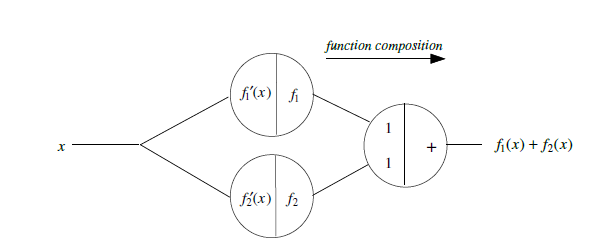 function composition
f₁′(x) f₁
1
x + f₁(x) + f₂(x)
1
f₂′(x) f₂